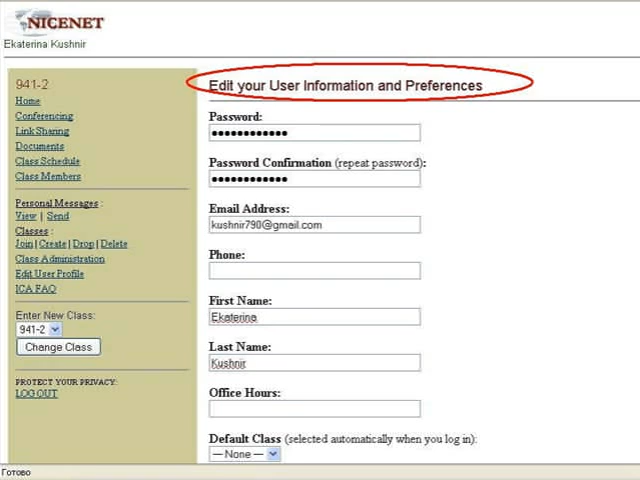 NICENET
Ekaterina Kushnir
941-2
Home
Conferencing
Link Sharing
Documents
Class Schedule
Class Members
Personal Messages :
View | Send
Classes :
Join | Create | Drop | Delete
Class Administration
Edit User Profile
ICA FAQ
Enter New Class:
941-2
Change Class
PROTECT YOUR PRIVACY:
LOG OUT
Edit your User Information and Preferences
Password:
●●●●●●●●●●●●
Password Confirmation (repeat password):
●●●●●●●●●●●●
Email Address:
kushnir790@gmail.com
Phone:
First Name:
Ekaterina
Last Name:
Kushnir
Office Hours:
Default Class (selected automatically when you log in):
— None —
Готово